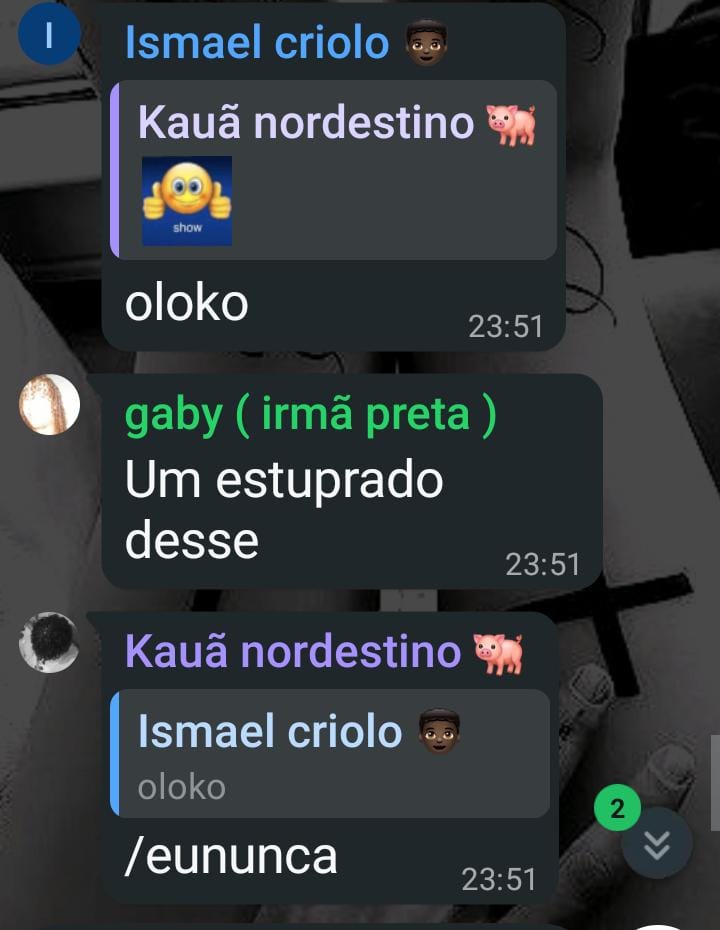 I
Ismael criolo 👦🏿
Kauã nordestino 🐖
show
oloko
23:51
gaby ( irmã preta )
Um estuprado
desse
23:51
Kauã nordestino 🐖
Ismael criolo 👦🏿
oloko
/eununca
23:51
2